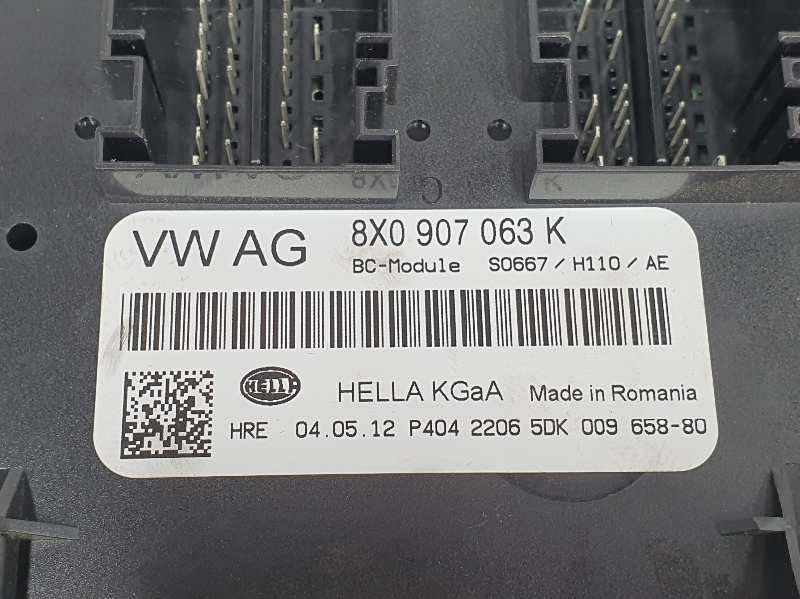 8X0
K
VW AG 8X0 907 063 K
BC-Module S0667/H110/AE
HELLA HELLA KGaA Made in Romania
HRE 04.05.12 P404 2206 5DK 009 658-80